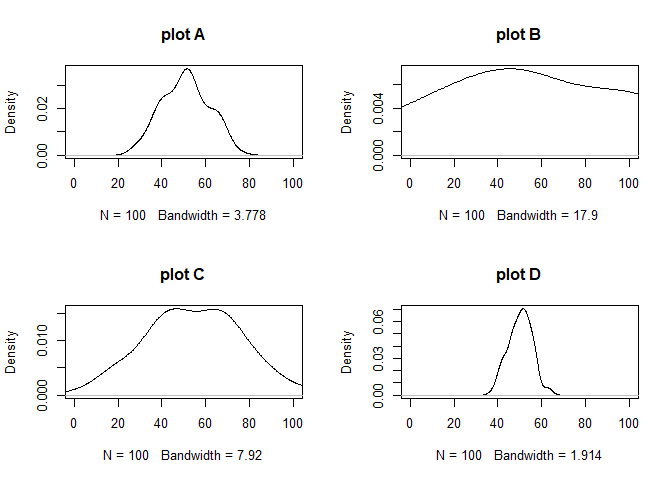 plot A
Density
0.00
0.02
0 20 40 60 80 100
N = 100 Bandwidth = 3.778
plot B
Density
0.000
0.004
0 20 40 60 80 100
N = 100 Bandwidth = 17.9
plot C
Density
0.000
0.010
0 20 40 60 80 100
N = 100 Bandwidth = 7.92
plot D
Density
0.00
0.03
0.06
0 20 40 60 80 100
N = 100 Bandwidth = 1.914